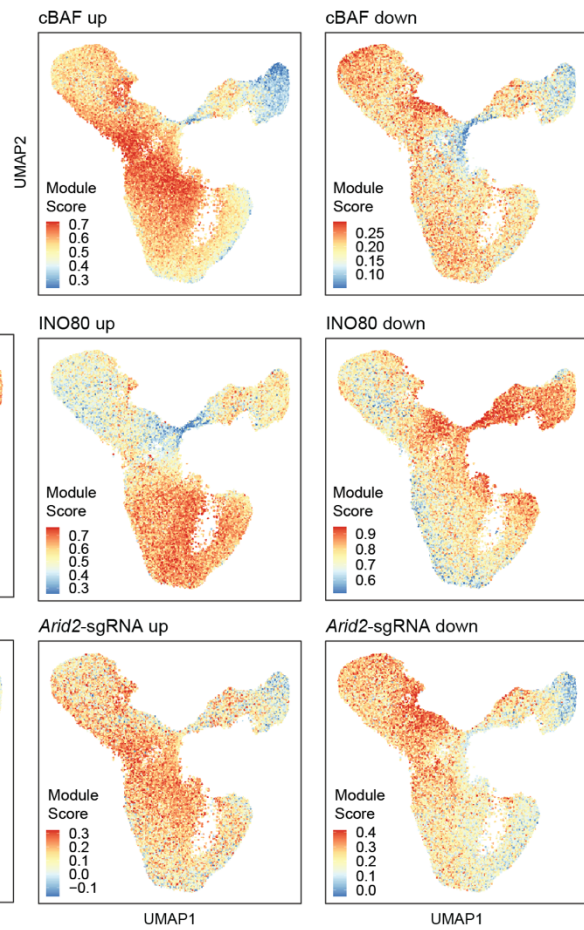 cBAF up
cBAF down
UMAP2
Module
Score
0.7
0.6
0.5
0.4
0.3
Module
Score
0.25
0.20
0.15
0.10
INO80 up
INO80 down
Module
Score
0.7
0.6
0.5
0.4
0.3
Module
Score
0.9
0.8
0.7
0.6
Arid2-sgRNA up
Arid2-sgRNA down
Module
Score
0.3
0.2
0.1
0.0
−0.1
Module
Score
0.4
0.3
0.2
0.1
0.0
UMAP1
UMAP1